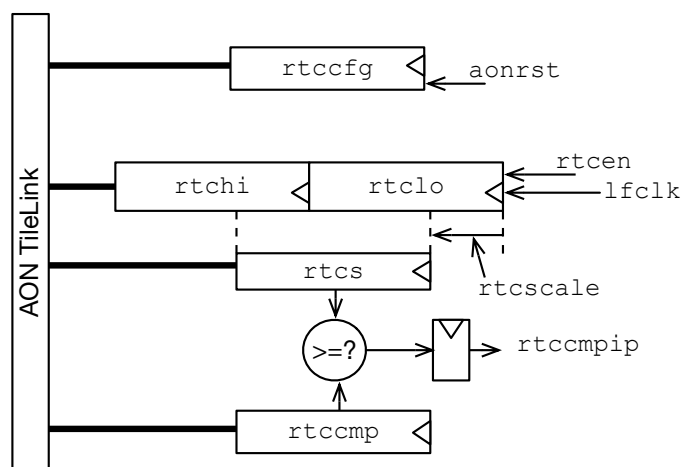 AON TileLink
rtccfg
aonrst
rtchi
rtclo
rtcen
lfclk
rtcs
rtcscale
>=?
rtccmpip
rtccmp